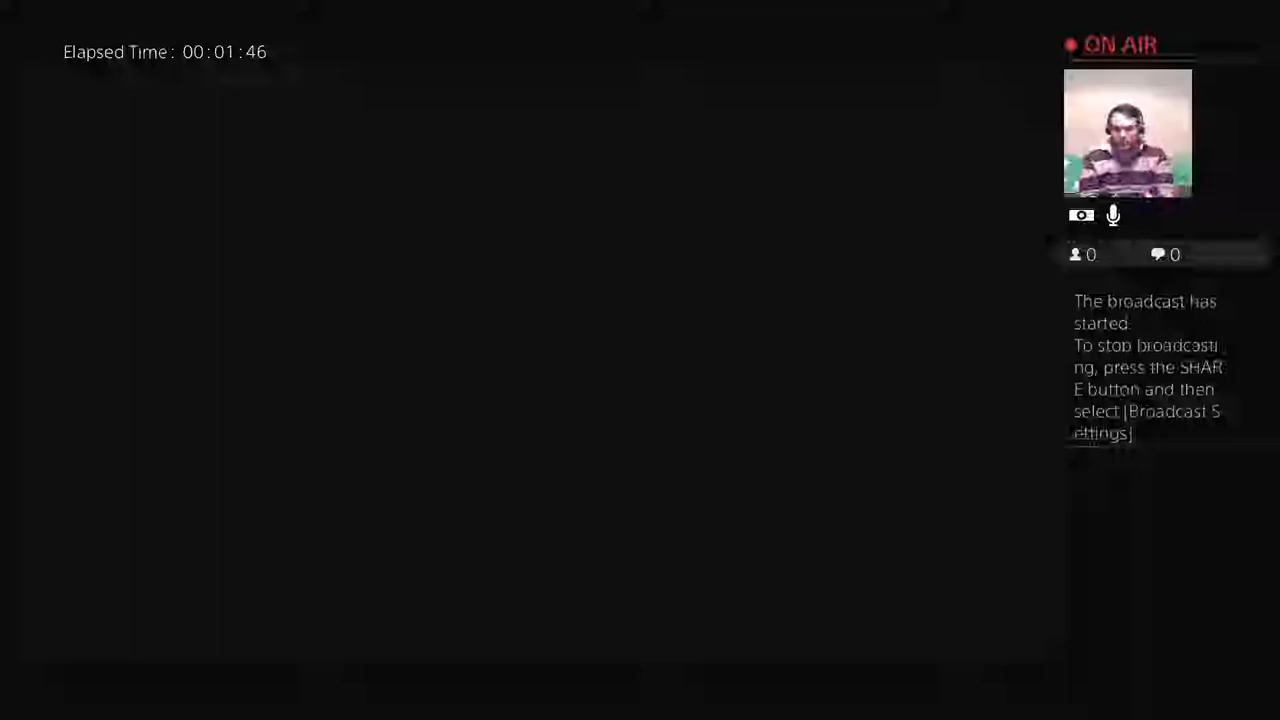 Elapsed Time: 00:01:46
ON AIR
0 0
The broadcast has
started.
To stop broadcasti
ng, press the SHAR
E button and then
select [Broadcast S
ettings]